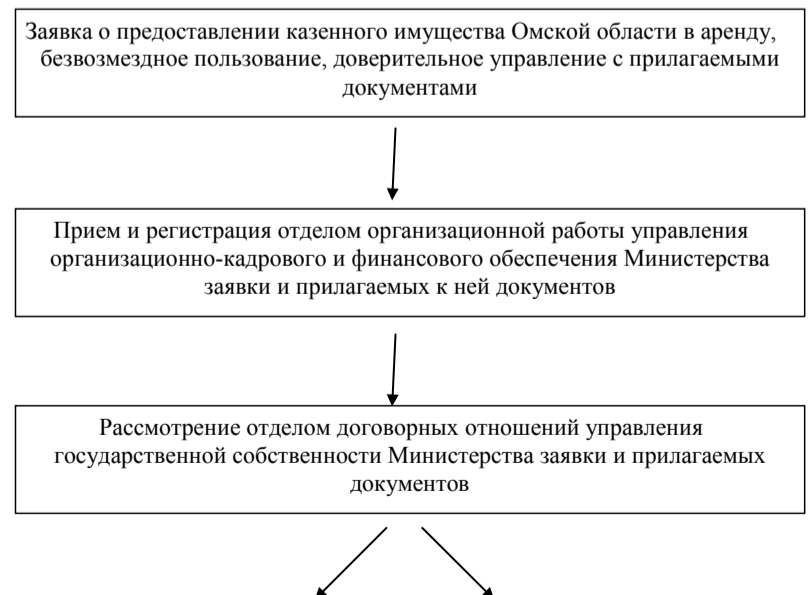 Заявка о предоставлении казенного имущества Омской области в аренду,
безвозмездное пользование, доверительное управление с прилагаемыми
документами
Прием и регистрация отделом организационной работы управления
организационно-кадрового и финансового обеспечения Министерства
заявки и прилагаемых к ней документов
Рассмотрение отделом договорных отношений управления
государственной собственности Министерства заявки и прилагаемых
документов